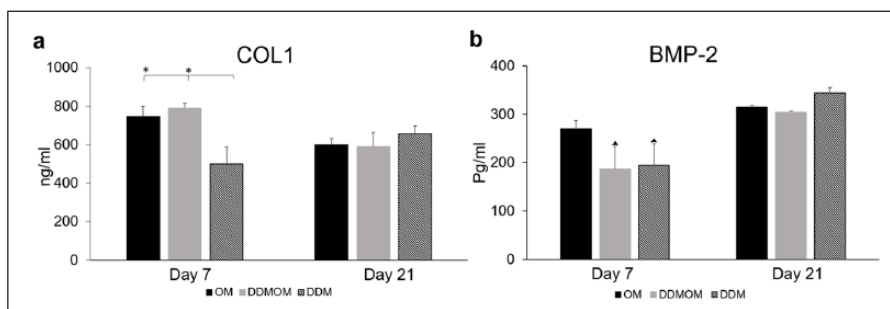 a
COL1
1000
800
600
400
200
0
ng/ml
* *
Day 7 Day 21
OM DDMOM DDM
b
BMP-2
400
300
200
100
0
Pg/ml
Day 7 Day 21
OM DDMOM DDM